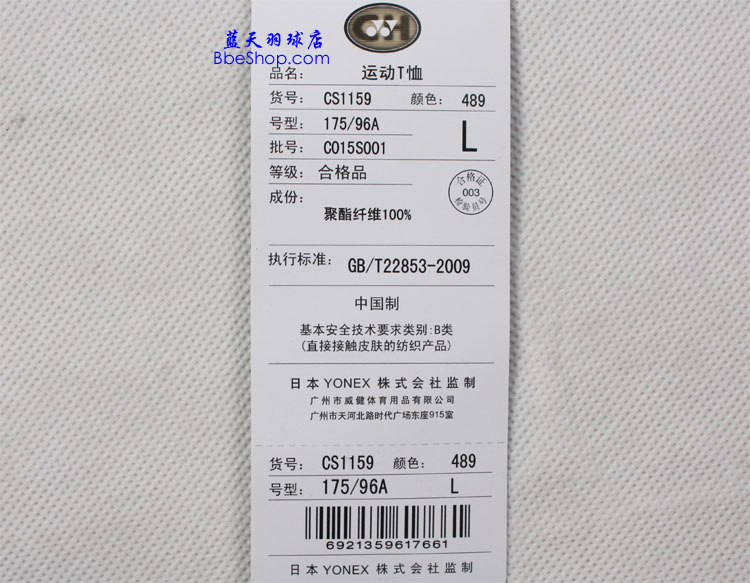 蓝天羽球店
BbeShop.com
品名: 运动T恤
货号: CS1159 颜色: 489
号型: 175/96A L
批号: CO15S001
等级: 合格品
合格证
003
检验员号
成份:
聚酯纤维100%
执行标准: GB/T22853-2009
中国制
基本安全技术要求类别:B类
(直接接触皮肤的纺织产品)
日本 YONEX 株式会社监制
广州市威健体育用品有限公司
广州市天河北路时代广场东座915室
货号: CS1159 颜色: 489
号型: 175/96A L
6921359617661
日本 YONEX 株式会社监制